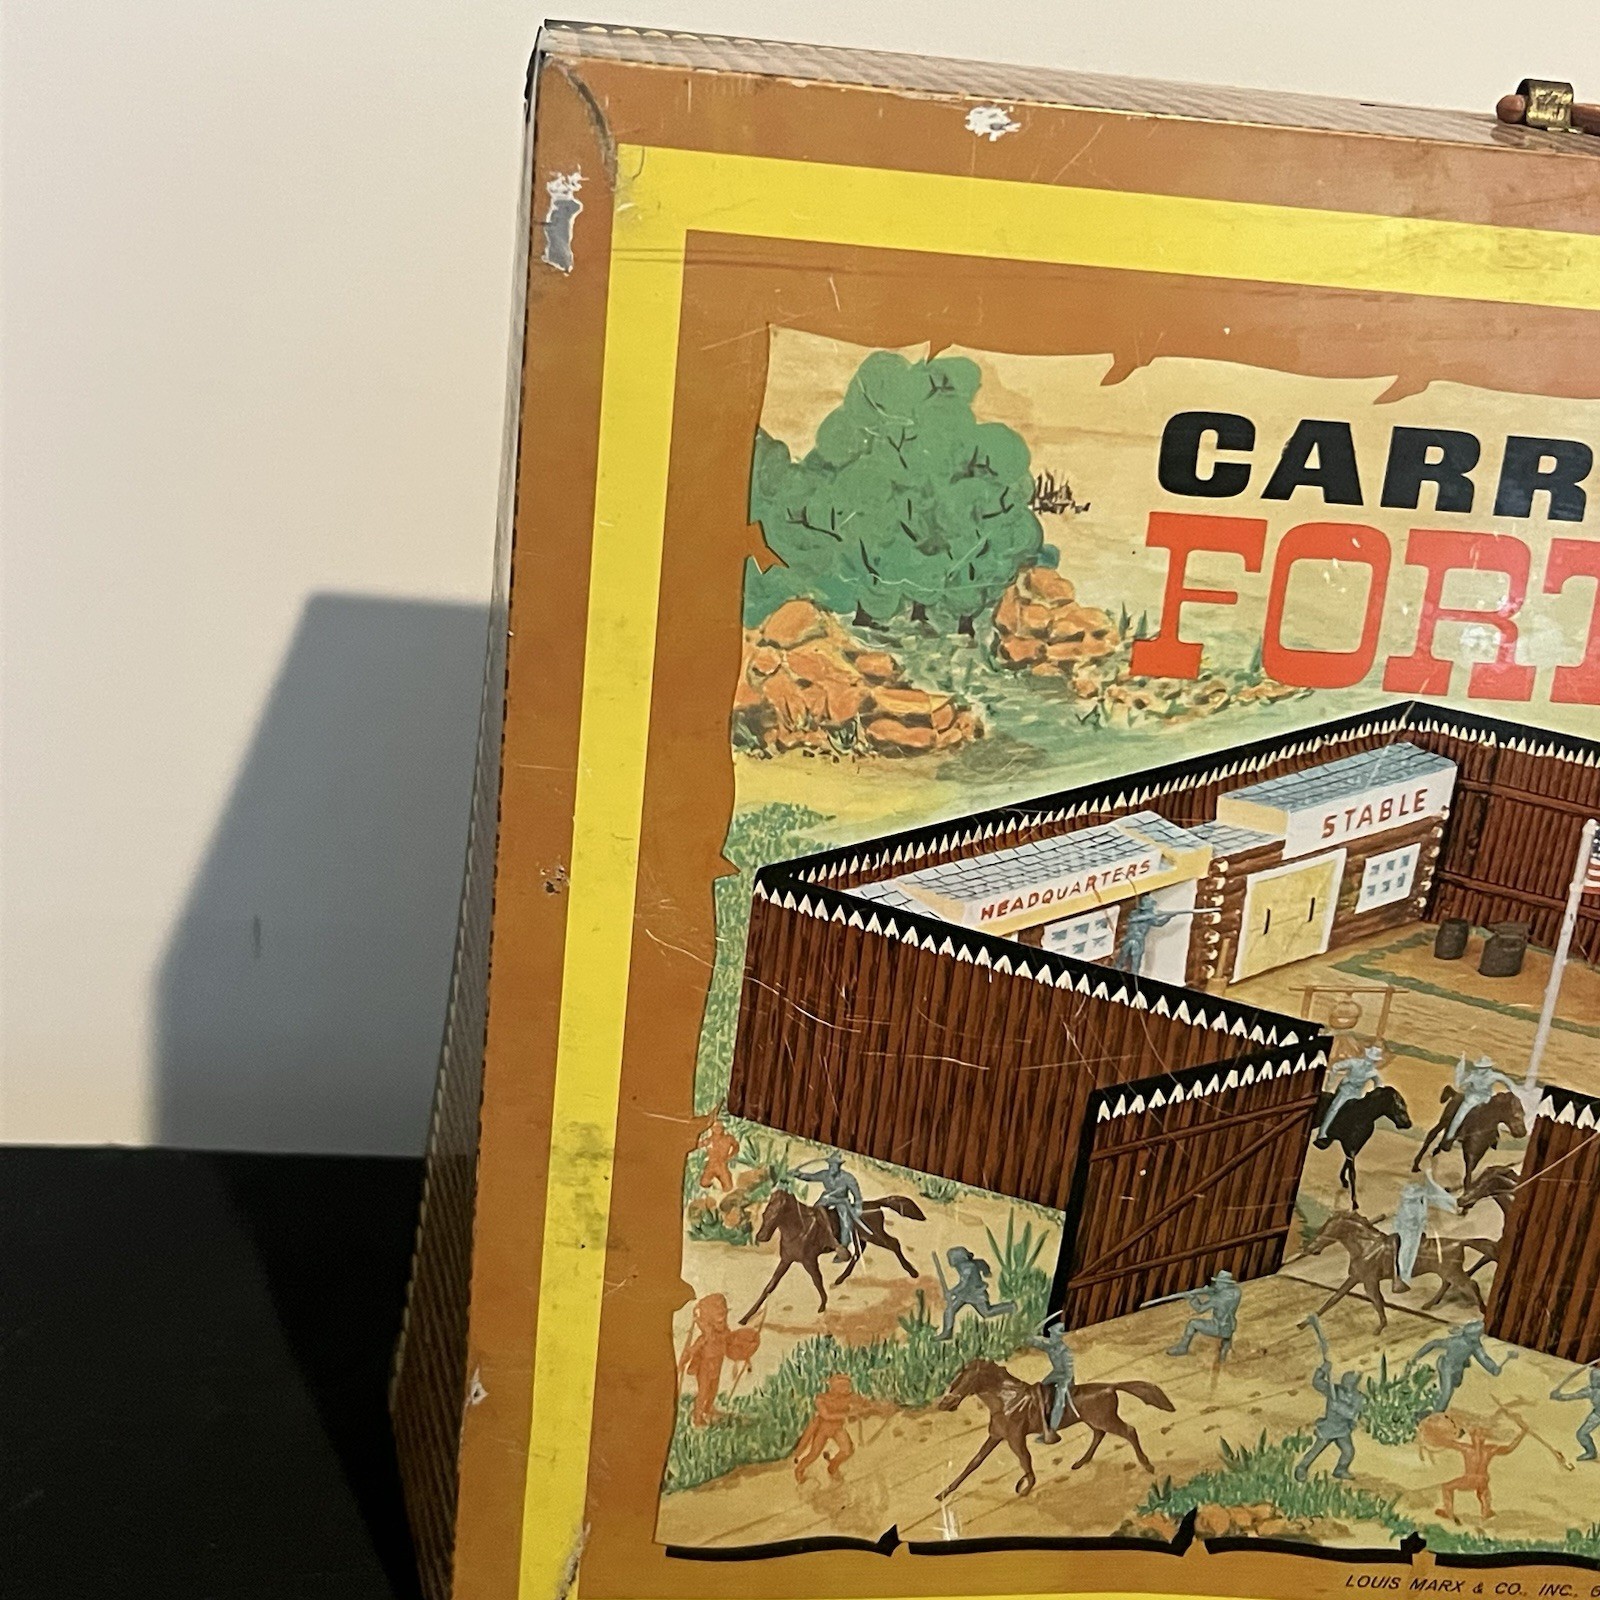 CARR
FORT
STABLE
HEADQUARTERS
LOUIS MARX & CO., INC.